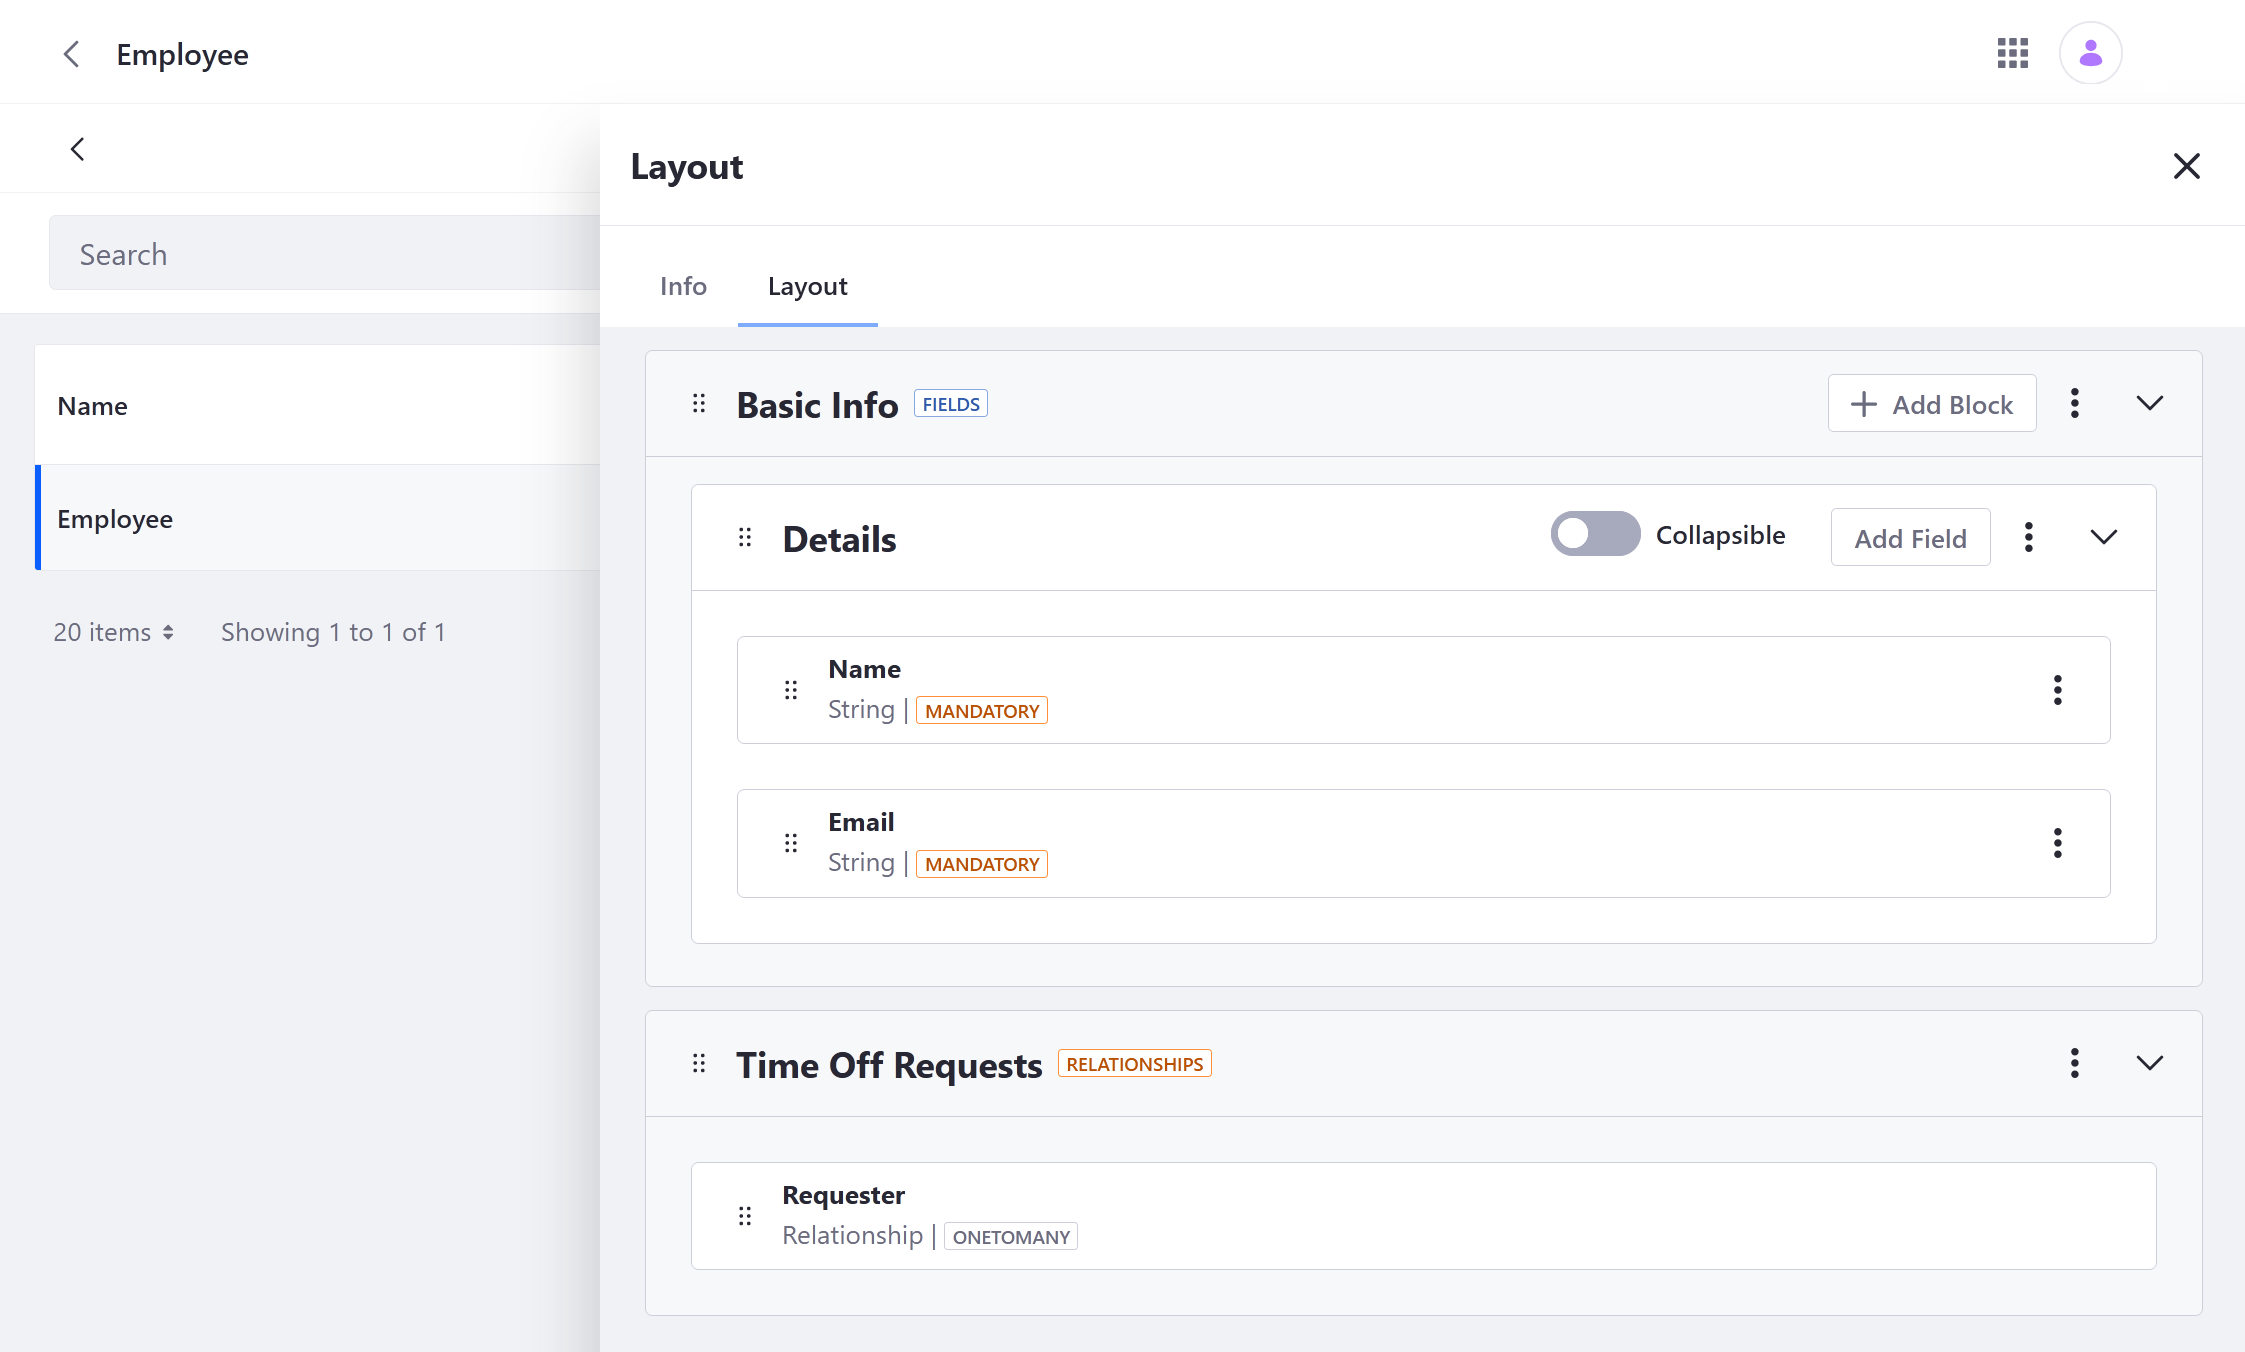 Employee
Search
Name
Employee
20 items Showing 1 to 1 of 1
Layout
Info Layout
Basic Info FIELDS Add Block
Details Collapsible Add Field
Name
String | MANDATORY
Email
String | MANDATORY
Time Off Requests RELATIONSHIPS
Requester
Relationship | ONETOMANY